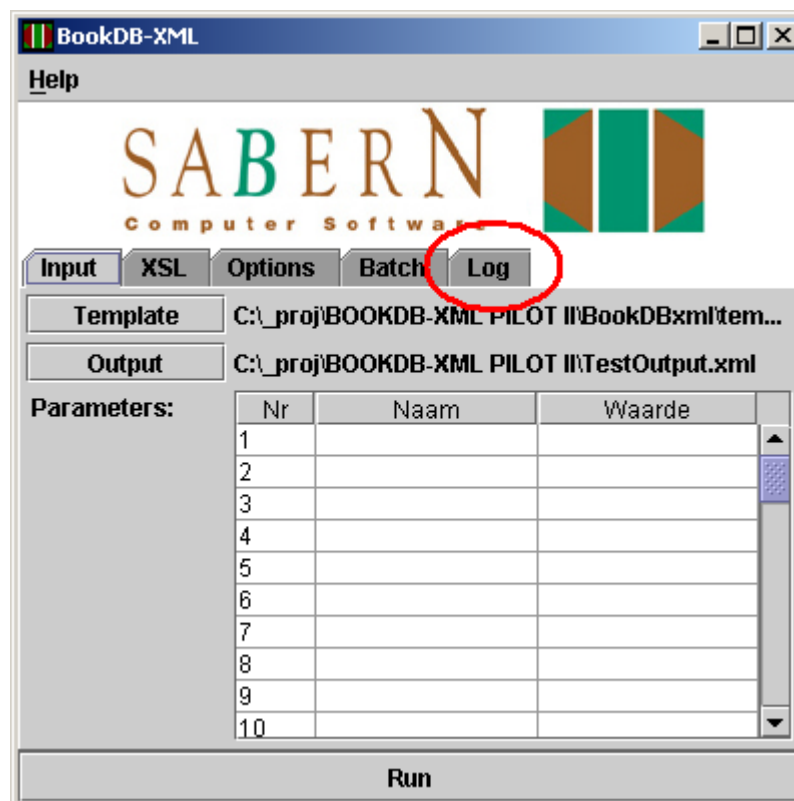 BookDB-XML
Help
SABERN
Computer Software
Input XSL Options Batch Log
Template C:\_proj\BOOKDB-XML PILOT II\BookDBxml\tem...
Output C:\_proj\BOOKDB-XML PILOT II\TestOutput.xml
Parameters: Nr Naam Waarde
1
2
3
4
5
6
7
8
9
10
Run